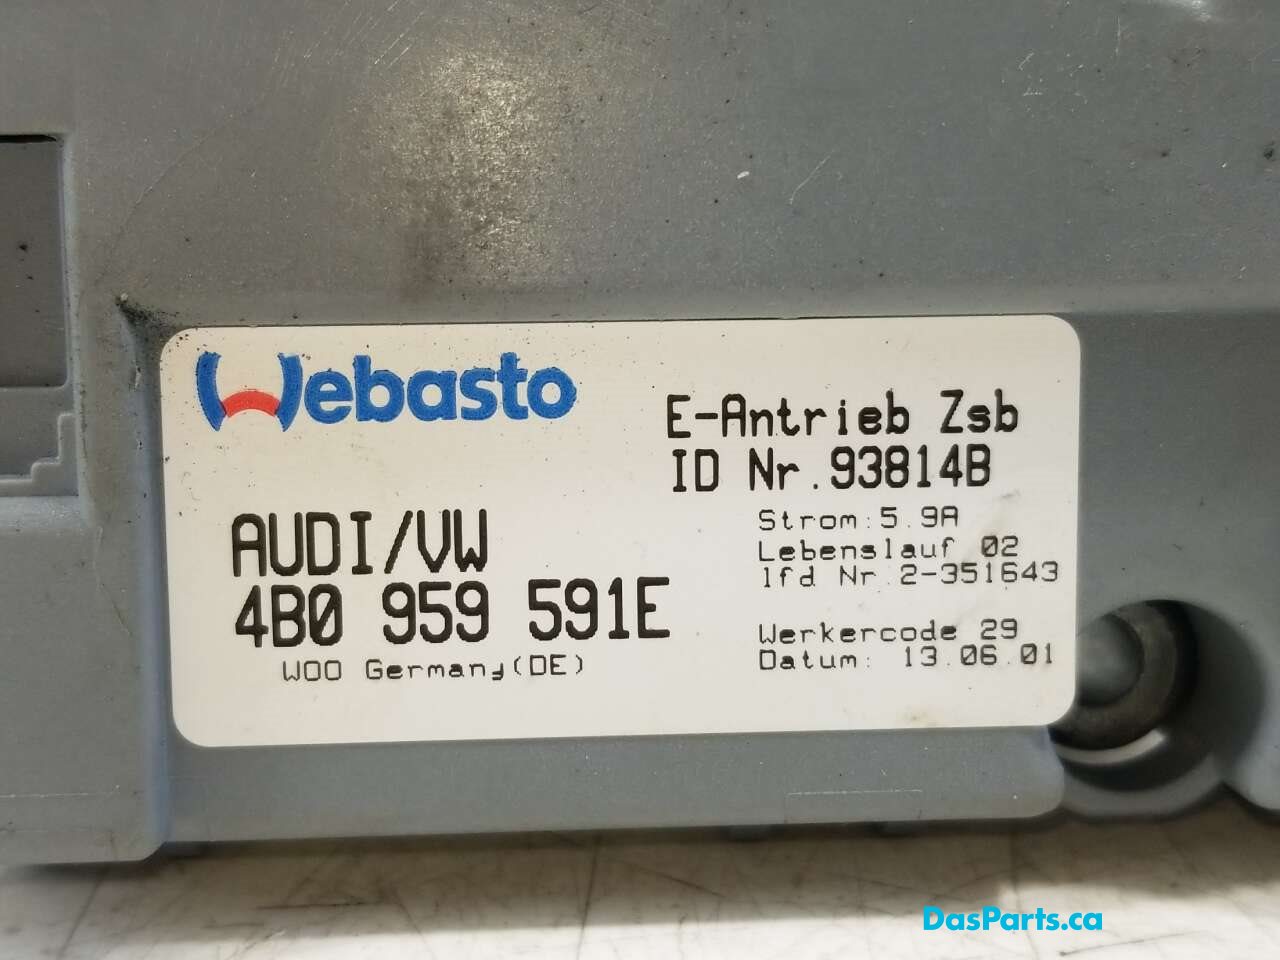 Webasto
E-Antrieb Zsb
ID Nr.93814B
AUDI/VW
4B0 959 591E
W00 Germany(DE)
Strom:5.9A
Lebenslauf 02
lfd Nr.2-351643
Werkercode 29
Datum: 13.06.01
DasParts.ca